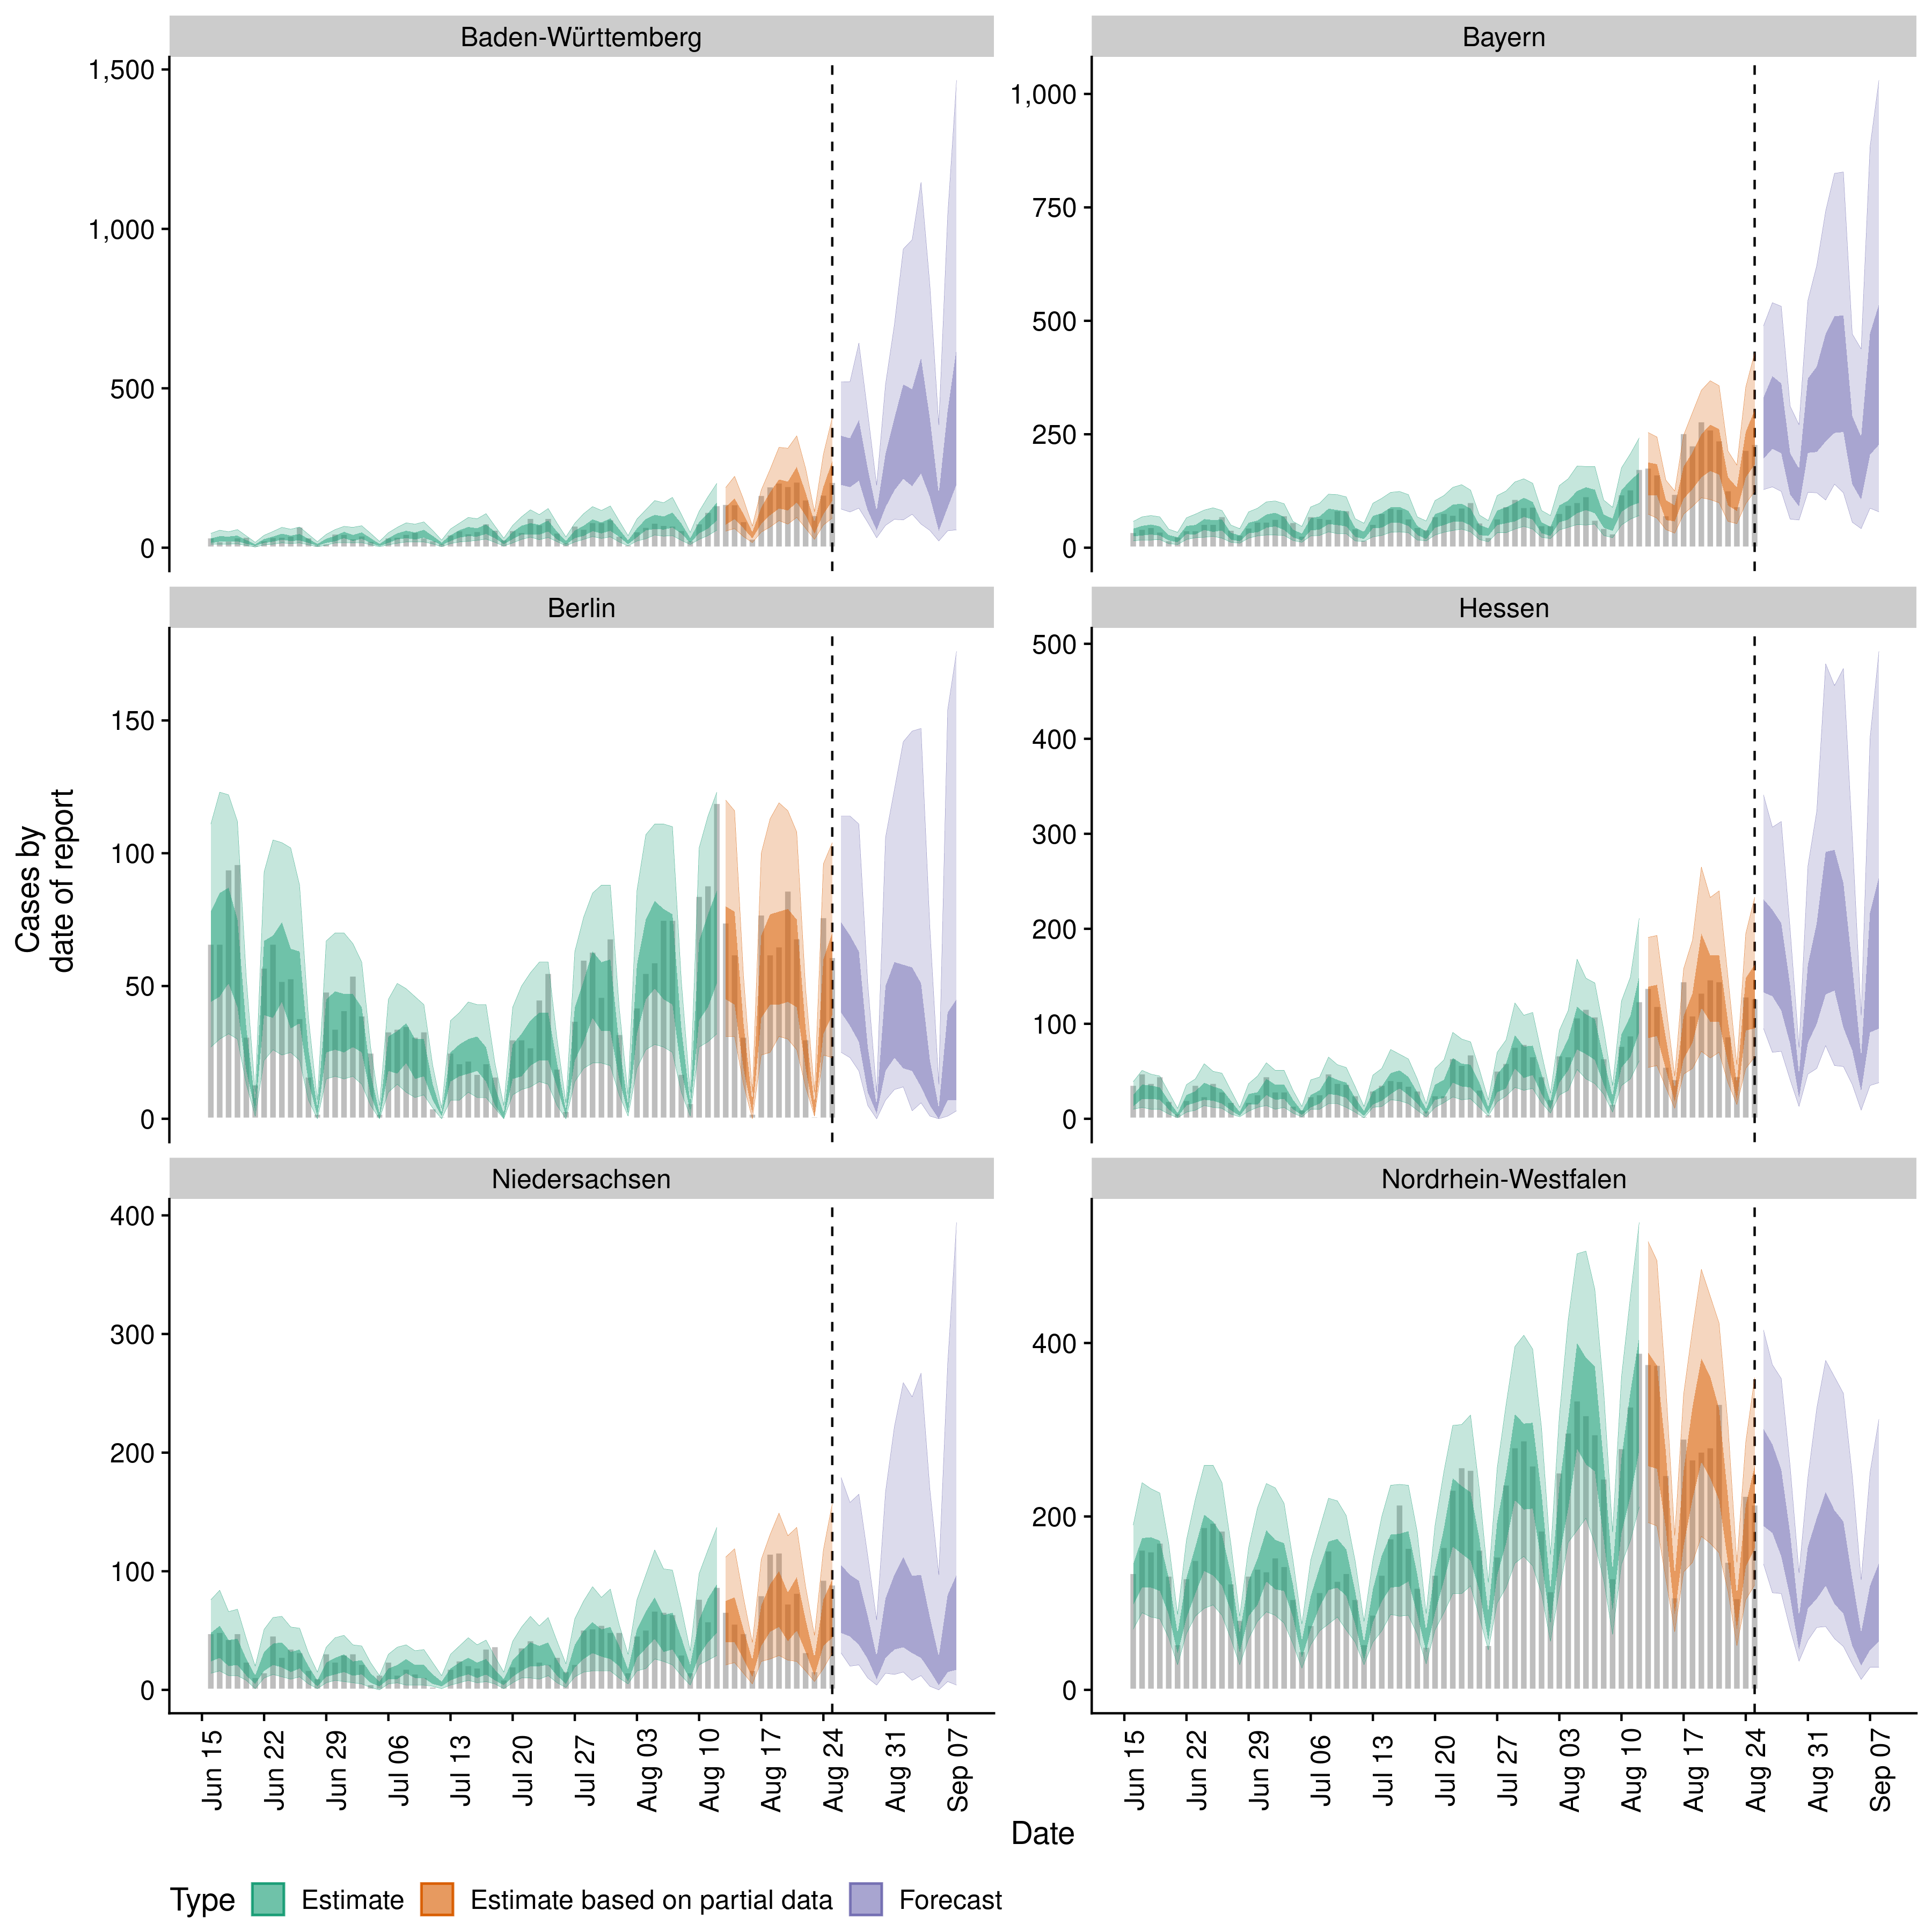 Baden-Württemberg
Bayern
1,500
1,000
500
0
1,000
750
500
250
0
Berlin
Hessen
150
100
50
0
500
400
300
200
100
0
Cases by
date of report
Niedersachsen
Nordrhein-Westfalen
400
300
200
100
0
400
200
0
Jun 15
Jun 22
Jun 29
Jul 06
Jul 13
Jul 20
Jul 27
Aug 03
Aug 10
Aug 17
Aug 24
Aug 31
Sep 07
Jun 15
Jun 22
Jun 29
Jul 06
Jul 13
Jul 20
Jul 27
Aug 03
Aug 10
Aug 17
Aug 24
Aug 31
Sep 07
Date
Type Estimate Estimate based on partial data Forecast